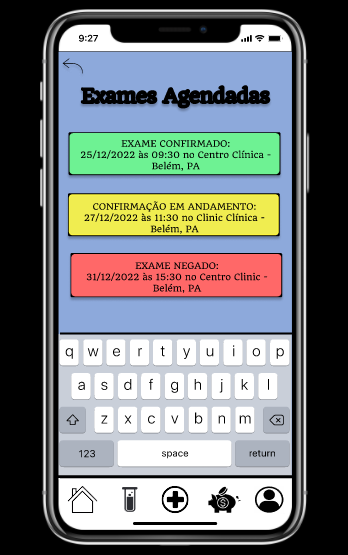 9:27
Exames Agendadas
EXAME CONFIRMADO:
25/12/2022 às 09:30 no Centro Clínica -
Belém, PA
CONFIRMAÇÃO EM ANDAMENTO:
27/12/2022 às 11:30 no Clinic Clínica -
Belém, PA
EXAME NEGADO:
31/12/2022 às 15:30 no Centro Clinic -
Belém, PA
q w e r t y u i o p
a s d f g h j k l
z x c v b n m
123 space return
$